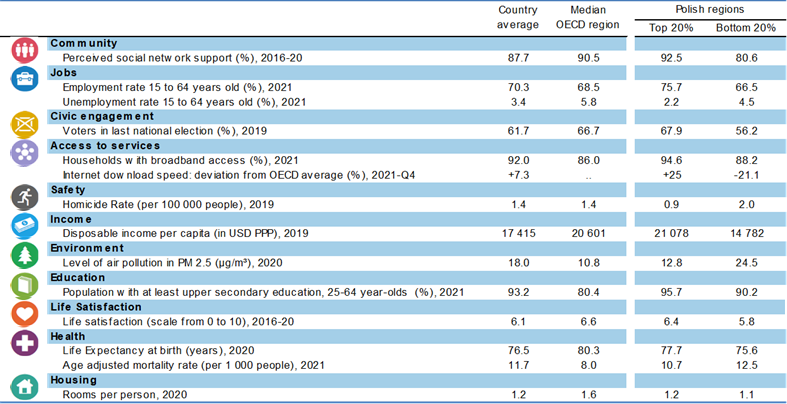 Country average Median OECD region Polish regions
Top 20% Bottom 20%
Community
Perceived social netw ork support (%), 2016-20 87.7 90.5 92.5 80.6
Jobs
Employment rate 15 to 64 years old (%), 2021 70.3 68.5 75.7 66.5
Unemployment rate 15 to 64 years old (%), 2021 3.4 5.8 2.2 4.5
Civic engagement
Voters in last national election (%), 2019 61.7 66.7 67.9 56.2
Access to services
Households w ith broadband access (%), 2021 92.0 86.0 94.6 88.2
Internet dow nload speed: deviation from OECD average (%), 2021-Q4 +7.3 .. +25 -21.1
Safety
Homicide Rate (per 100 000 people), 2019 1.4 1.4 0.9 2.0
Income
Disposable income per capita (in USD PPP), 2019 17 415 20 601 21 078 14 782
Environment
Level of air pollution in PM 2.5 (µg/m³), 2020 18.0 10.8 12.8 24.5
Education
Population w ith at least upper secondary education, 25-64 year-olds (%), 2021 93.2 80.4 95.7 90.2
Life Satisfaction
Life satisfaction (scale from 0 to 10), 2016-20 6.1 6.6 6.4 5.8
Health
Life Expectancy at birth (years), 2020 76.5 80.3 77.7 75.6
Age adjusted mortality rate (per 1 000 people), 2021 11.7 8.0 10.7 12.5
Housing
Rooms per person, 2020 1.2 1.6 1.2 1.1